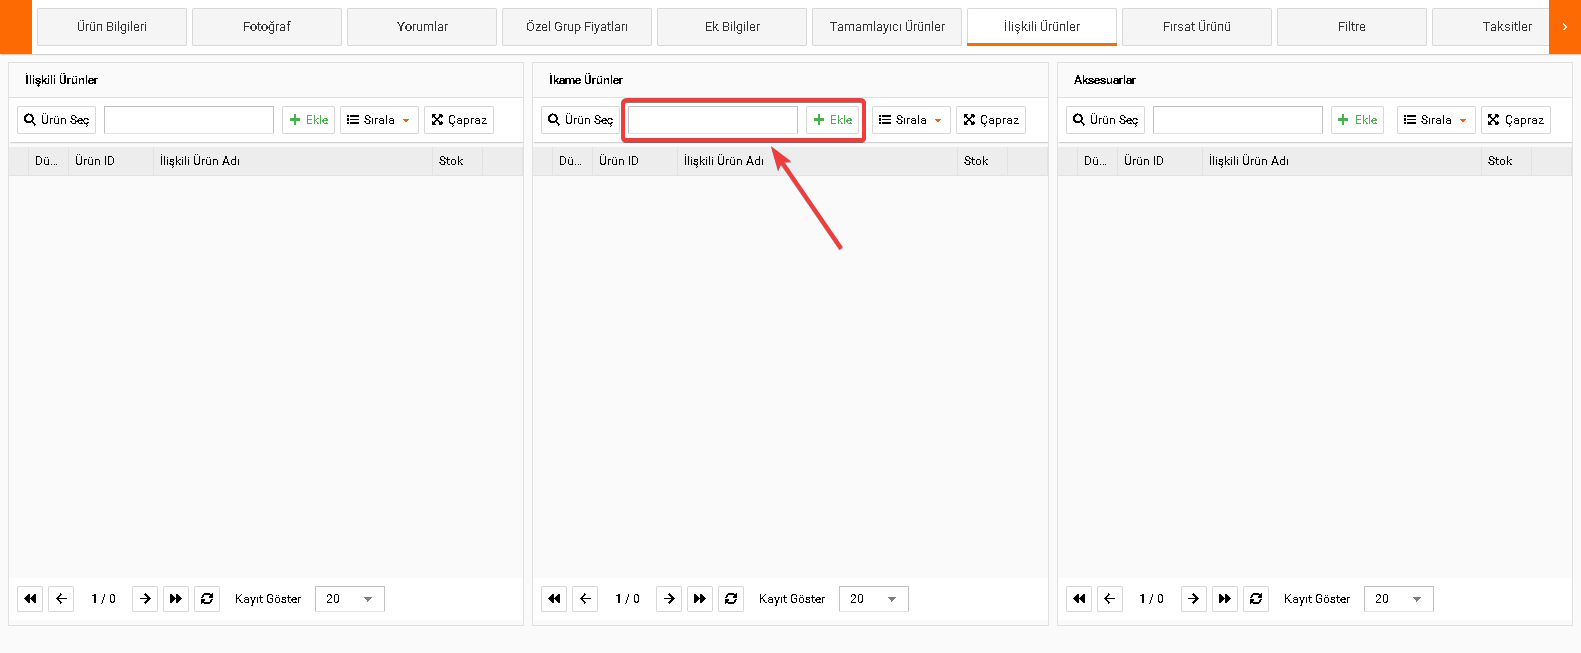 Ürün Bilgileri Fotoğraf Yorumlar Özel Grup Fiyatları Ek Bilgiler Tamamlayıcı Ürünler İlişkili Ürünler Fırsat Ürünü Filtre Taksitler
İlişkili Ürünler
Ürün Seç Ekle Sırala Çapraz
Dü... Ürün ID İlişkili Ürün Adı Stok
1 / 0 Kayıt Göster 20
İkame Ürünler
Ürün Seç Ekle Sırala Çapraz
Dü... Ürün ID İlişkili Ürün Adı Stok
1 / 0 Kayıt Göster 20
Aksesuarlar
Ürün Seç Ekle Sırala Çapraz
Dü... Ürün ID İlişkili Ürün Adı Stok
1 / 0 Kayıt Göster 20